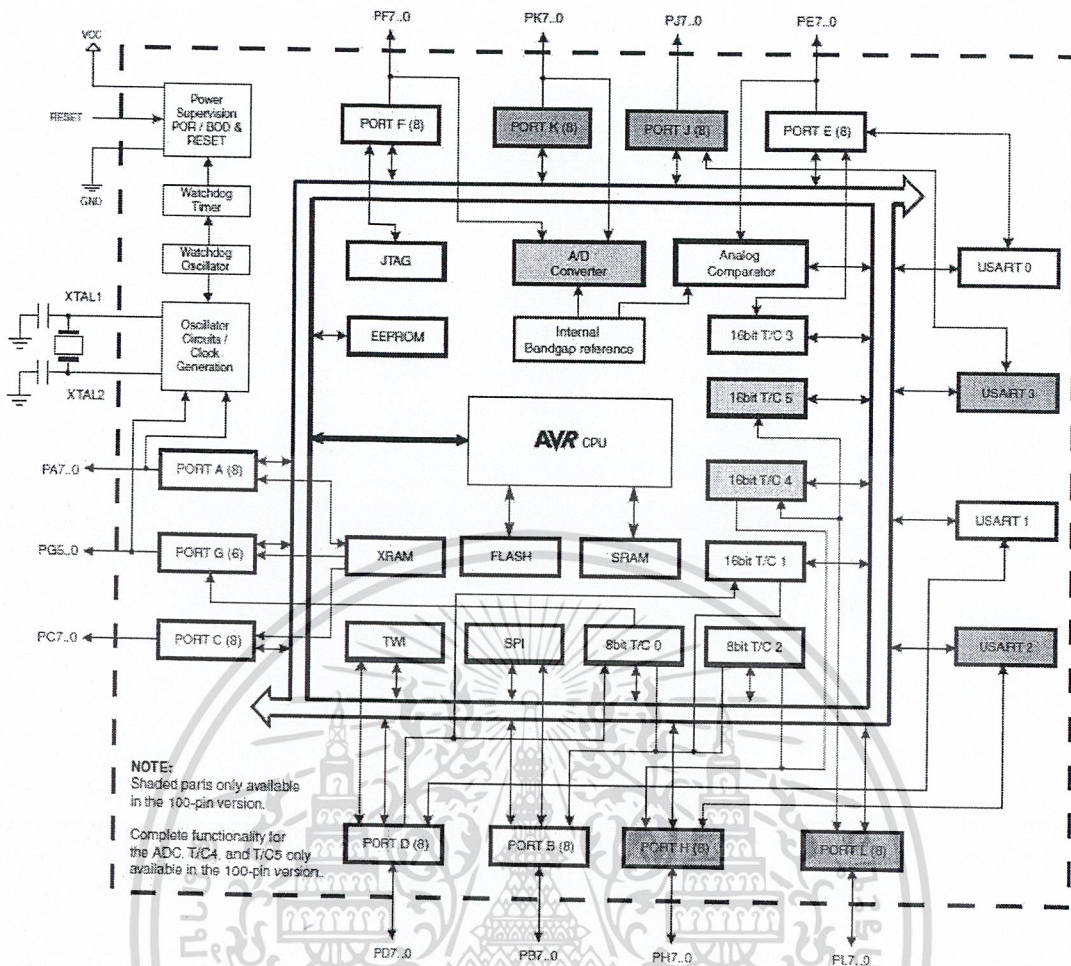 PF7..0
PK7..0
PJ7..0
PE7..0
VCC
RESET
GND
Power
Supervision
POR / BOD &
RESET
PORT F (8)
PORT K (8)
PORT J (8)
PORT E (8)
Watchdog
Timer
Watchdog
Oscillator
JTAG
A/D
Converter
Analog
Comparator
USART 0
XTAL1
XTAL2
Oscillator
Circuits /
Clock
Generation
EEPROM
Internal
Bandgap reference
16bit T/C 3
16bit T/C 5
USART 3
AVR CPU
PA7..0
PORT A (8)
16bit T/C 4
PG5..0
PORT G (6)
XRAM
FLASH
SRAM
16bit T/C 1
USART 1
PC7..0
PORT C (8)
TWI
SPI
8bit T/C 0
8bit T/C 2
USART 2
NOTE:
Shaded parts only available
in the 100-pin version.
Complete functionality for
the ADC, T/C4, and T/C5 only
available in the 100-pin version.
PORT D (8)
PORT B (8)
PORT H (8)
PORT L (8)
PD7..0
PB7..0
PH7..0
PL7..0